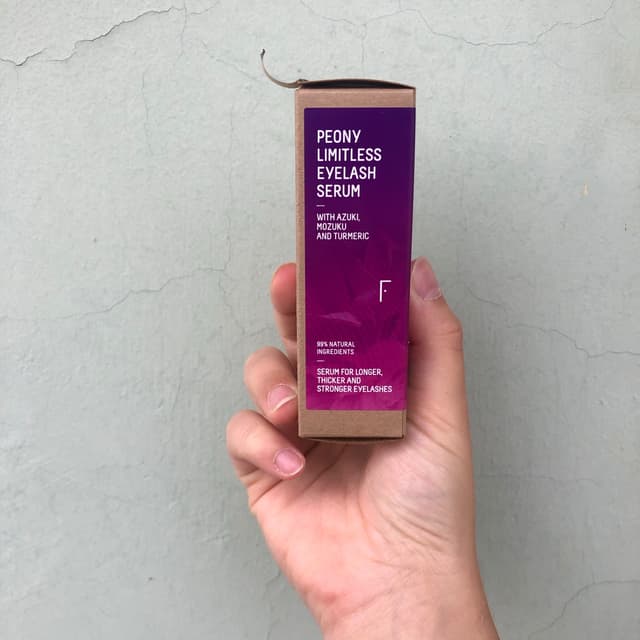 PEONY
LIMITLESS
EYELASH
SERUM
WITH AZUKI,
MOZUKU
AND TURMERIC
F
99% NATURAL
INGREDIENTS
SERUM FOR LONGER,
THICKER AND
STRONGER EYELASHES